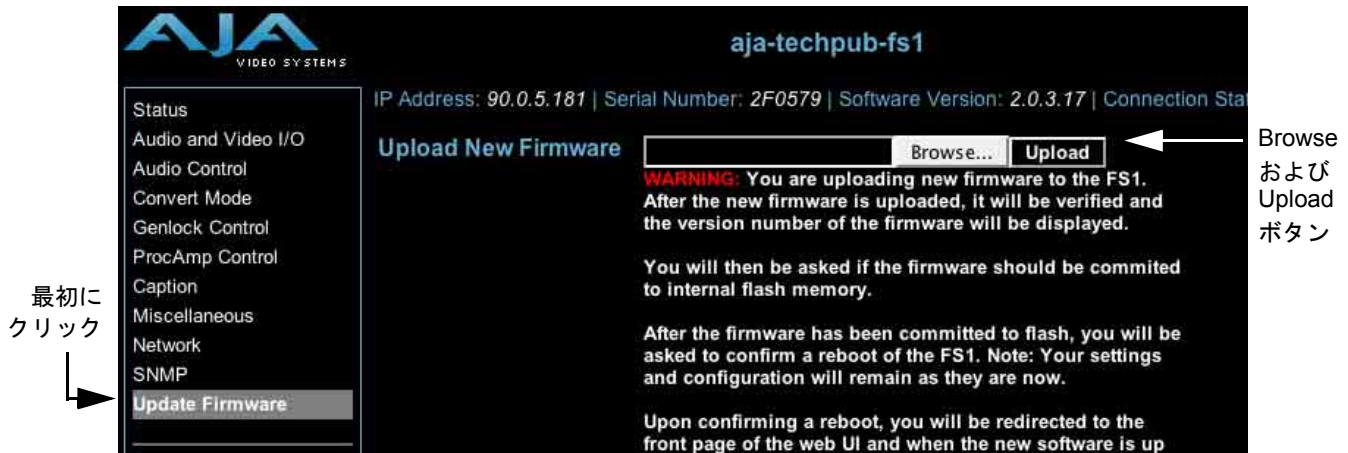 AJA
VIDEO SYSTEMS
aja-techpub-fs1
IP Address: 90.0.5.181 | Serial Number: 2F0579 | Software Version: 2.0.3.17 | Connection Stat
Status
Audio and Video I/O
Audio Control
Convert Mode
Genlock Control
ProcAmp Control
Caption
Miscellaneous
Network
SNMP
Update Firmware
最初に
クリック
Upload New Firmware
Browse...
Upload
WARNING: You are uploading new firmware to the FS1.
After the new firmware is uploaded, it will be verified and
the version number of the firmware will be displayed.
You will then be asked if the firmware should be commited
to internal flash memory.
After the firmware has been committed to flash, you will be
asked to confirm a reboot of the FS1. Note: Your settings
and configuration will remain as they are now.
Upon confirming a reboot, you will be redirected to the
front page of the web UI and when the new software is up
Browse
および
Upload
ボタン